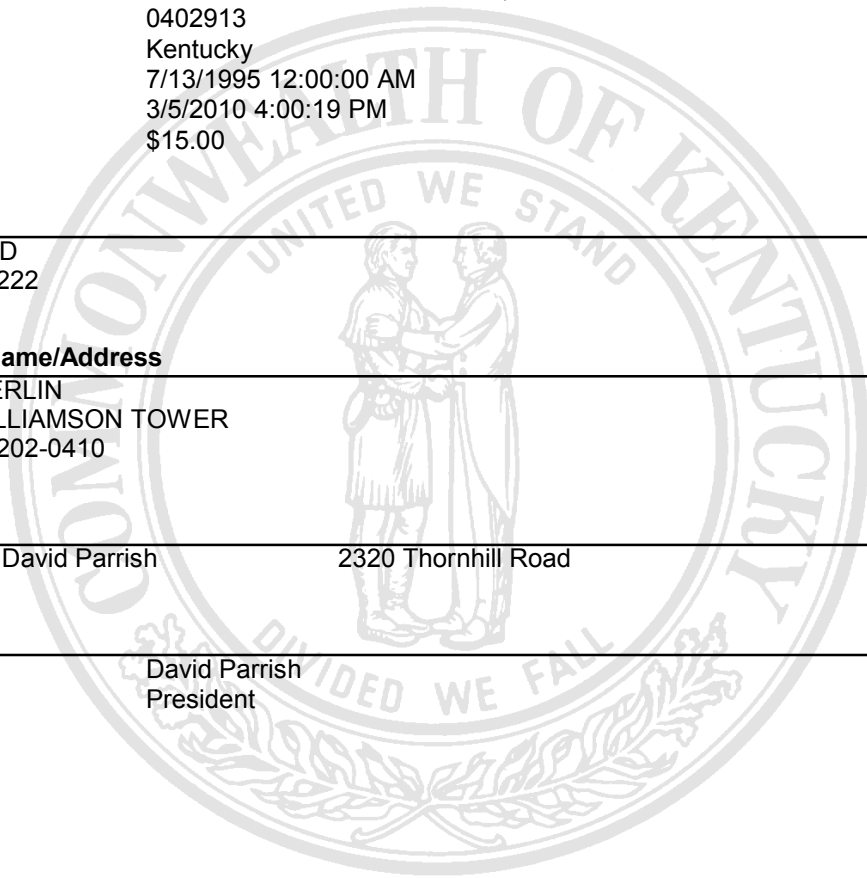 0402913
Kentucky
7/13/1995 12:00:00 AM
3/5/2010 4:00:19 PM
$15.00
COMMONWEALTH OF KENTUCKY
UNITED WE STAND
D
222
ame/Address
ERLIN
LLIAMSON TOWER
202-0410
David Parrish 2320 Thornhill Road
David Parrish
President
DIVIDED WE FALL